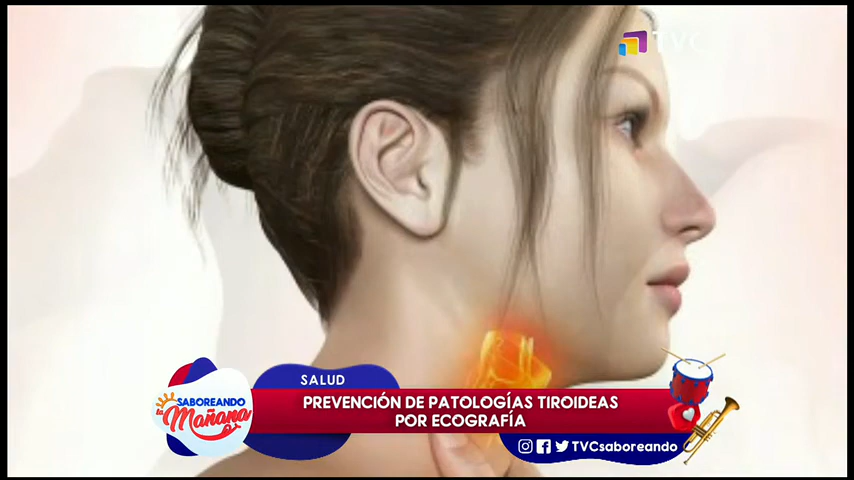 TVC
SALUD
SABOREANDO
Mañana
PREVENCIÓN DE PATOLOGÍAS TIROIDEAS
POR ECOGRAFÍA
TVCsaboreando